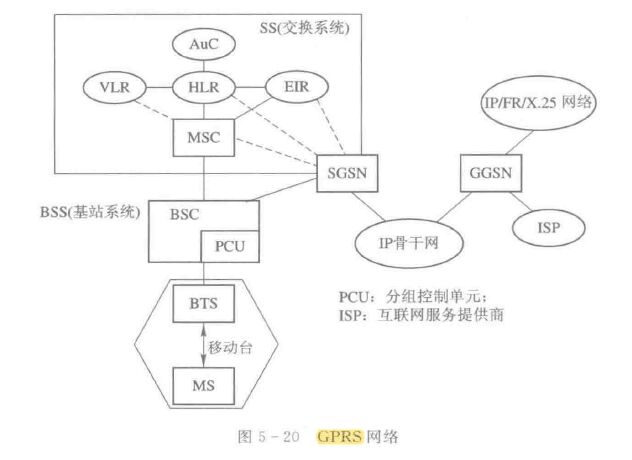 SS(交换系统)
AuC
VLR
HLR
EIR
IP/FR/X.25 网络
MSC
SGSN
GGSN
BSS(基站系统)
BSC
PCU
IP骨干网
ISP
BTS
PCU：分组控制单元；
ISP：互联网服务提供商
移动台
MS
图 5-20 GPRS 网络